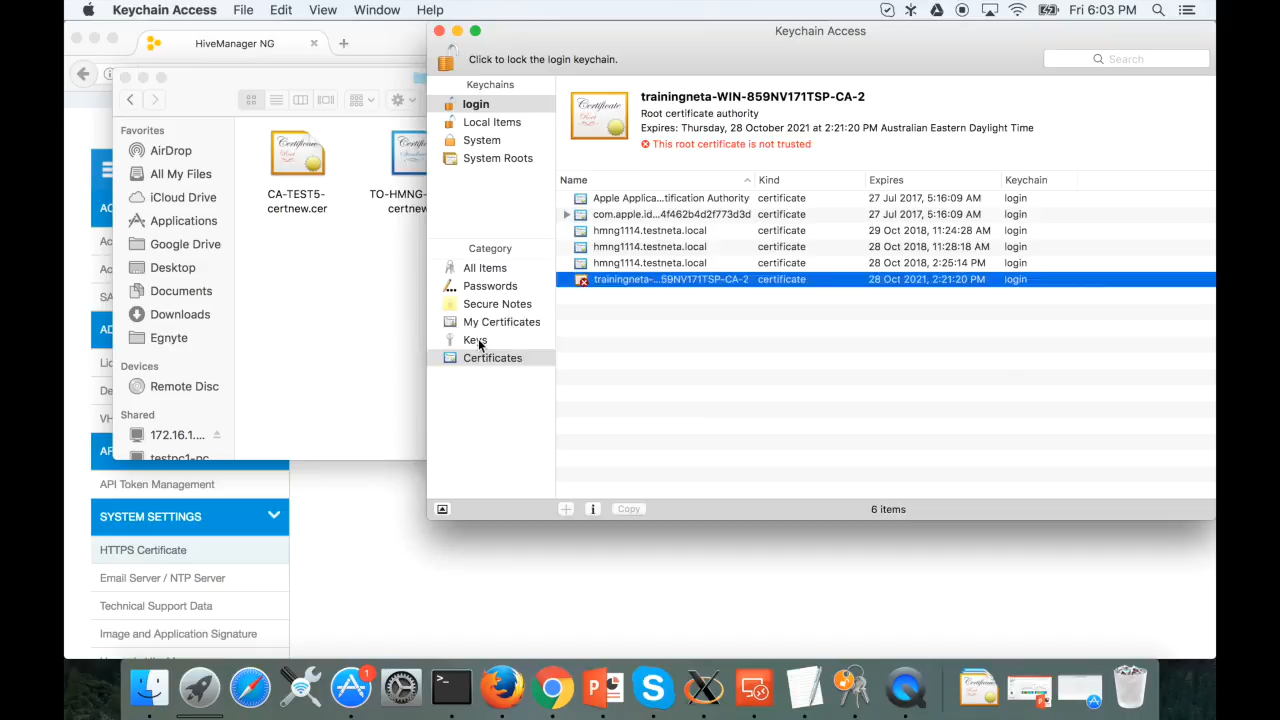 Keychain Access File Edit View Window Help Fri 6:03 PM
HiveManager NG
Keychain Access
Click to lock the login keychain.
Search
Favorites
AirDrop
All My Files
iCloud Drive
Applications
Google Drive
Desktop
Documents
Downloads
Egnyte
Devices
Remote Disc
Shared
172.16.1....
testpc1-pc
CA-TEST5-
certnew.cer
TO-HMNG-
certnew
Keychains
login
Local Items
System
System Roots
Category
All Items
Passwords
Secure Notes
My Certificates
Keys
Certificates
trainingneta-WIN-859NV171TSP-CA-2
Root certificate authority
Expires: Thursday, 28 October 2021 at 2:21:20 PM Australian Eastern Daylight Time
This root certificate is not trusted
Name Kind Expires Keychain
Apple Applica...tification Authority certificate 27 Jul 2017, 5:16:09 AM login
com.apple.id...4f462b4d2f773d3d certificate 27 Jul 2017, 5:16:09 AM login
hmng1114.testneta.local certificate 29 Oct 2018, 11:24:28 AM login
hmng1114.testneta.local certificate 28 Oct 2018, 11:28:18 AM login
hmng1114.testneta.local certificate 28 Oct 2018, 2:25:14 PM login
trainingneta-...59NV171TSP-CA-2 certificate 28 Oct 2021, 2:21:20 PM login
Copy
6 items
API Token Management
SYSTEM SETTINGS
HTTPS Certificate
Email Server / NTP Server
Technical Support Data
Image and Application Signature
1